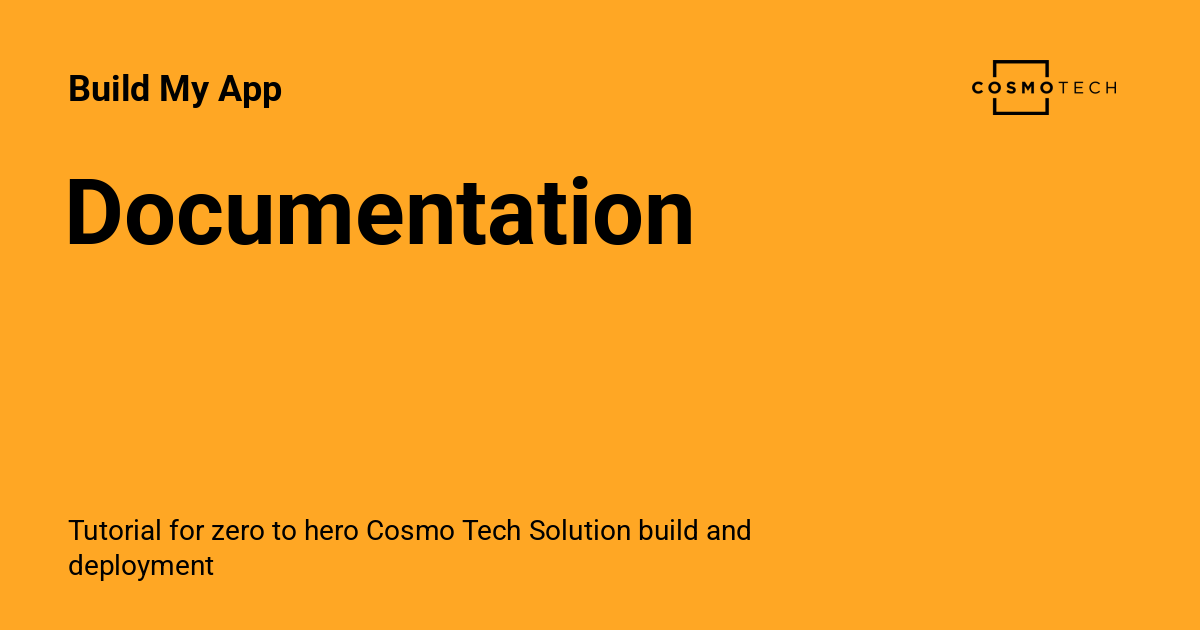 Build My App
COSMOTECH
Documentation
Tutorial for zero to hero Cosmo Tech Solution build and
deployment